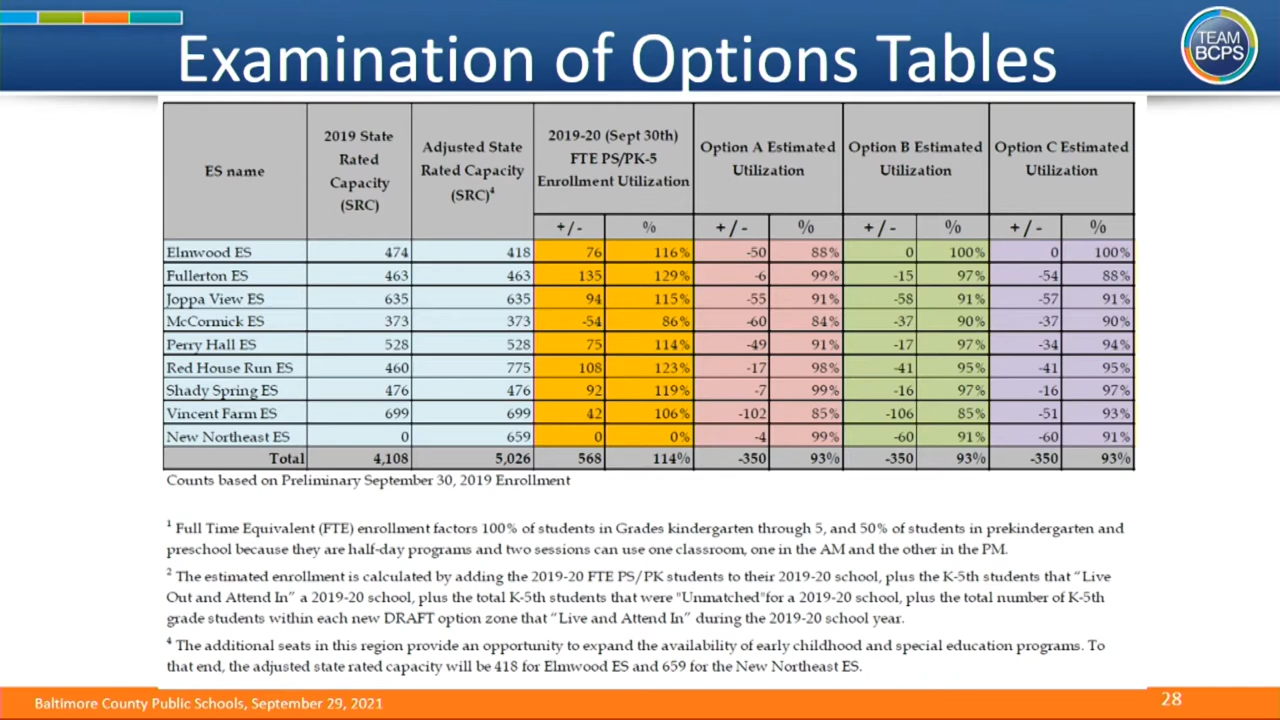 Examination of Options Tables
TEAM
BCPS
ES name | 2019 State Rated Capacity (SRC) | Adjusted State Rated Capacity (SRC)4 | 2019-20 (Sept 30th) FTE PS/PK-5 Enrollment Utilization | Option A Estimated Utilization | Option B Estimated Utilization | Option C Estimated Utilization
+/- % +/- % +/- % +/- %
Elmwood ES 474 418 76 116% -50 88% 0 100% 0 100%
Fullerton ES 463 463 135 129% -6 99% -15 97% -54 88%
Joppa View ES 635 635 94 115% -55 91% -58 91% -57 91%
McCormick ES 373 373 -54 86% -60 84% -37 90% -37 90%
Perry Hall ES 528 528 75 114% -49 91% -17 97% -34 94%
Red House Run ES 460 775 108 123% -17 98% -41 95% -41 95%
Shady Spring ES 476 476 92 119% -7 99% -16 97% -16 97%
Vincent Farm ES 699 699 42 106% -102 85% -106 85% -51 93%
New Northeast ES 0 659 0 0% -4 99% -60 91% -60 91%
Total 4,108 5,026 568 114% -350 93% -350 93% -350 93%
Counts based on Preliminary September 30, 2019 Enrollment
1 Full Time Equivalent (FTE) enrollment factors 100% of students in Grades kindergarten through 5, and 50% of students in prekindergarten and
preschool because they are half-day programs and two sessions can use one classroom, one in the AM and the other in the PM.
2 The estimated enrollment is calculated by adding the 2019-20 FTE PS/PK students to their 2019-20 school, plus the K-5th students that “Live
Out and Attend In” a 2019-20 school, plus the total K-5th students that were "Unmatched"for a 2019-20 school, plus the total number of K-5th
grade students within each new DRAFT option zone that “Live and Attend In” during the 2019-20 school year.
4 The additional seats in this region provide an opportunity to expand the availability of early childhood and special education programs. To
that end, the adjusted state rated capacity will be 418 for Elmwood ES and 659 for the New Northeast ES.
Baltimore County Public Schools, September 29, 2021
28